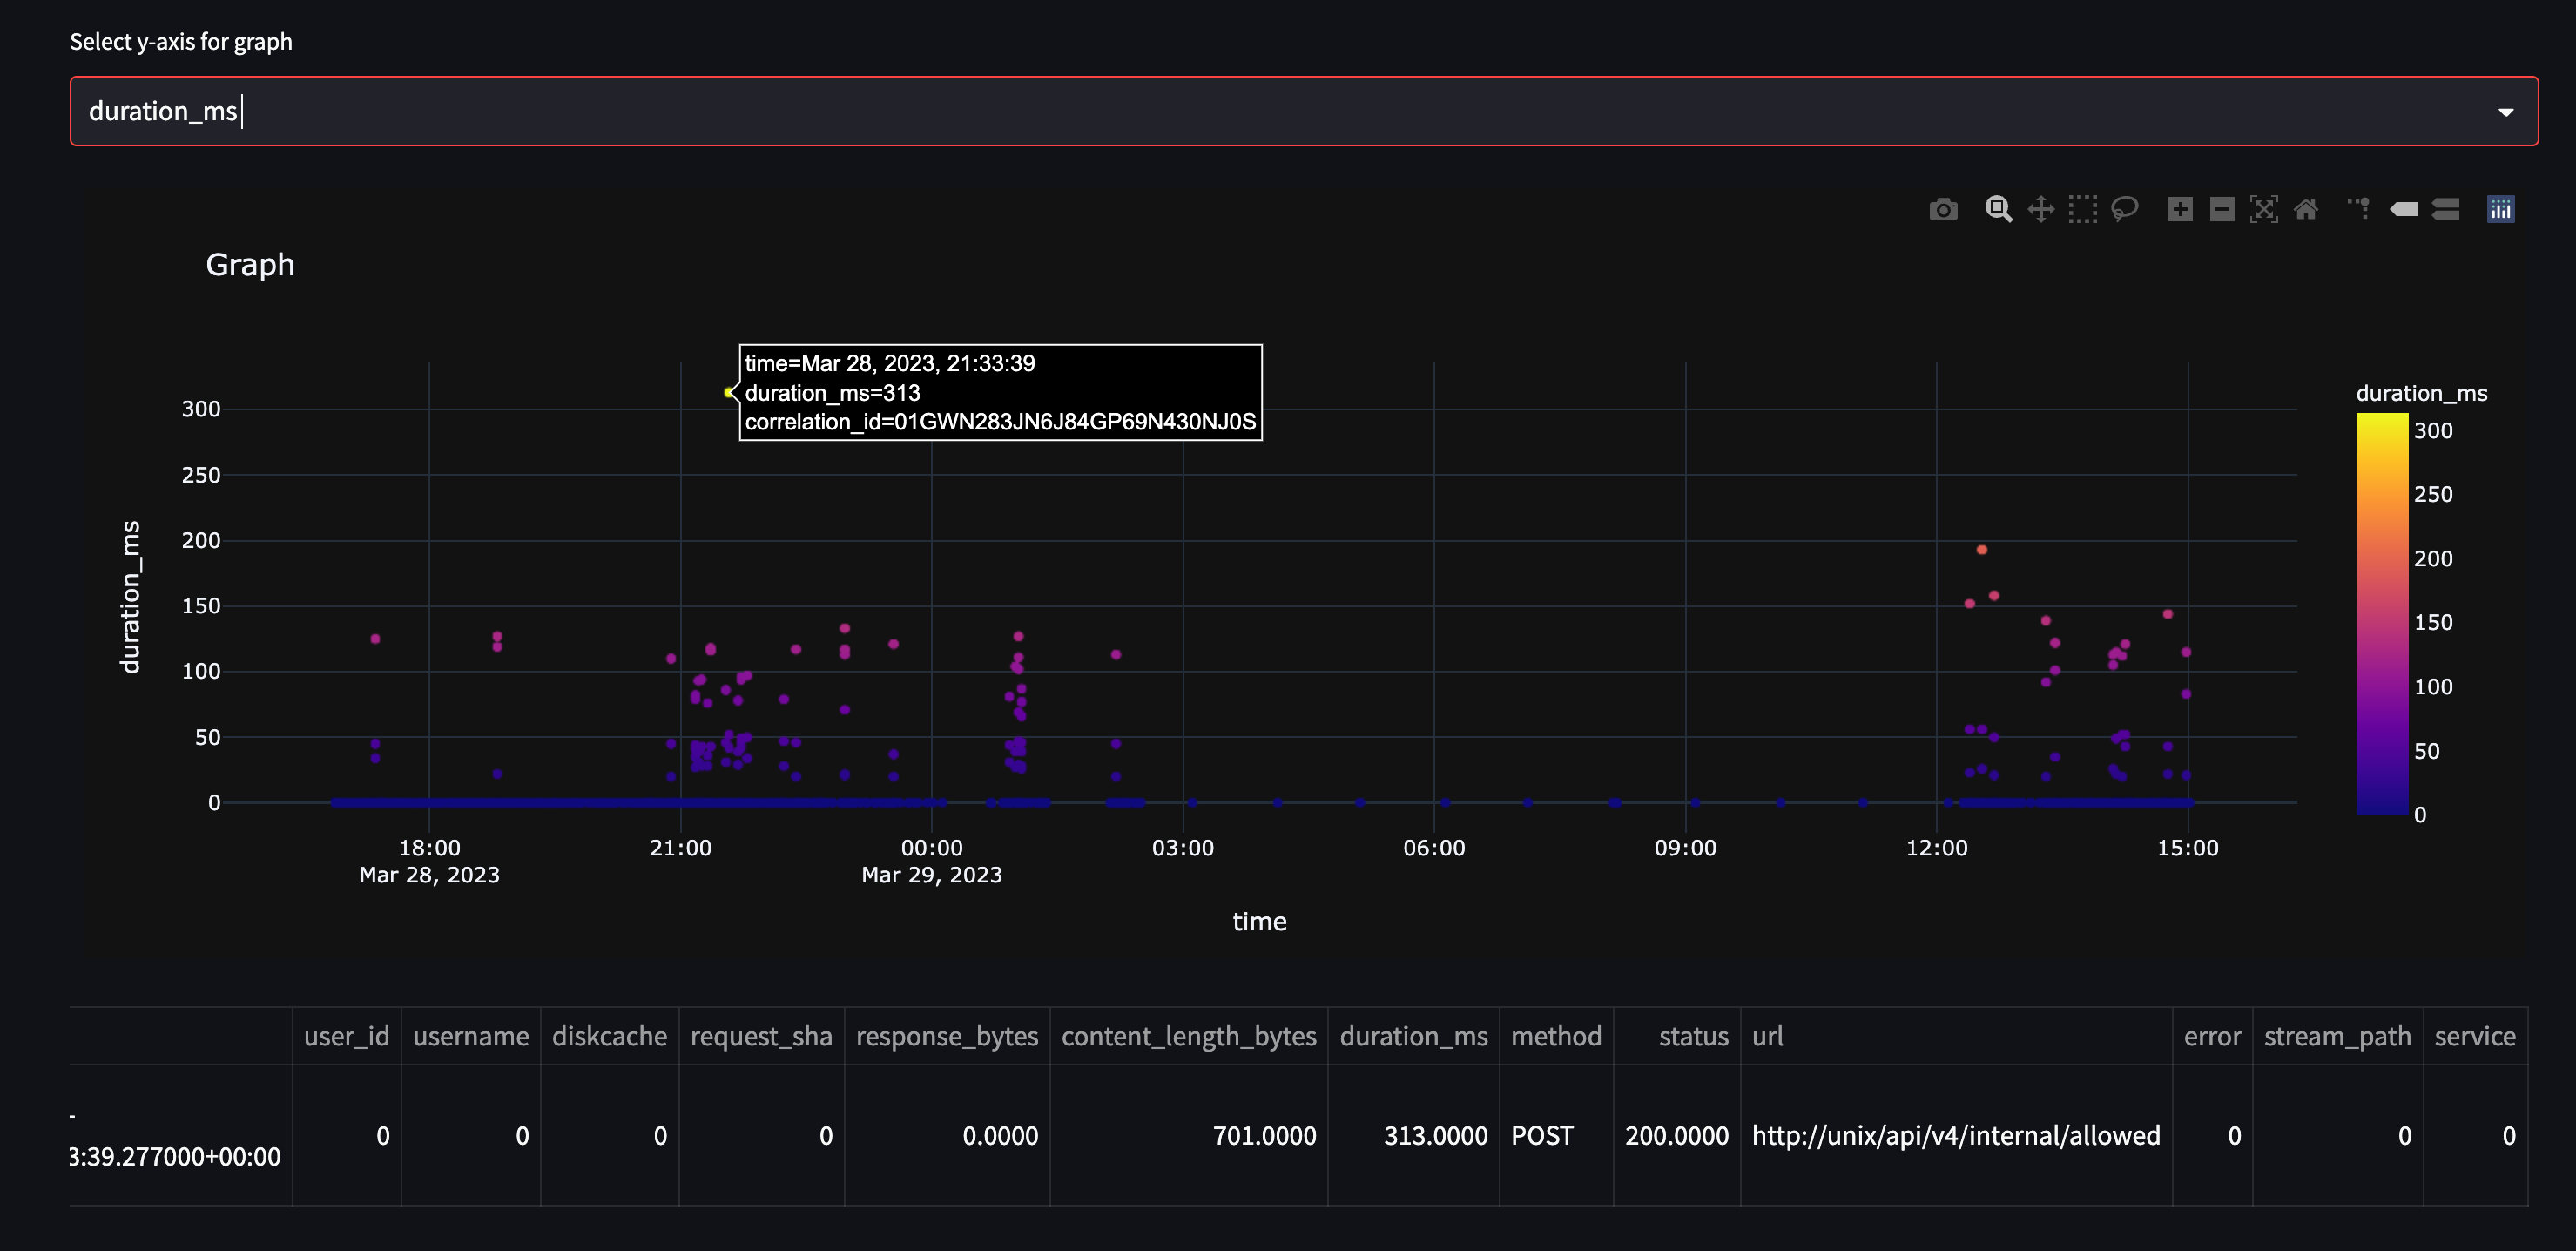 Select y-axis for graph
duration_ms
Graph
time=Mar 28, 2023, 21:33:39
duration_ms=313
correlation_id=01GWN283JN6J84GP69N430NJ0S
duration_ms
300
250
200
150
100
50
0
duration_ms
300
250
200
150
100
50
0
18:00 21:00 00:00 03:00 06:00 09:00 12:00 15:00
Mar 28, 2023 Mar 29, 2023
time
user_id username diskcache request_sha response_bytes content_length_bytes duration_ms method status url error stream_path service
-
3:39.277000+00:00 0 0 0 0 0.0000 701.0000 313.0000 POST 200.0000 http://unix/api/v4/internal/allowed 0 0 0